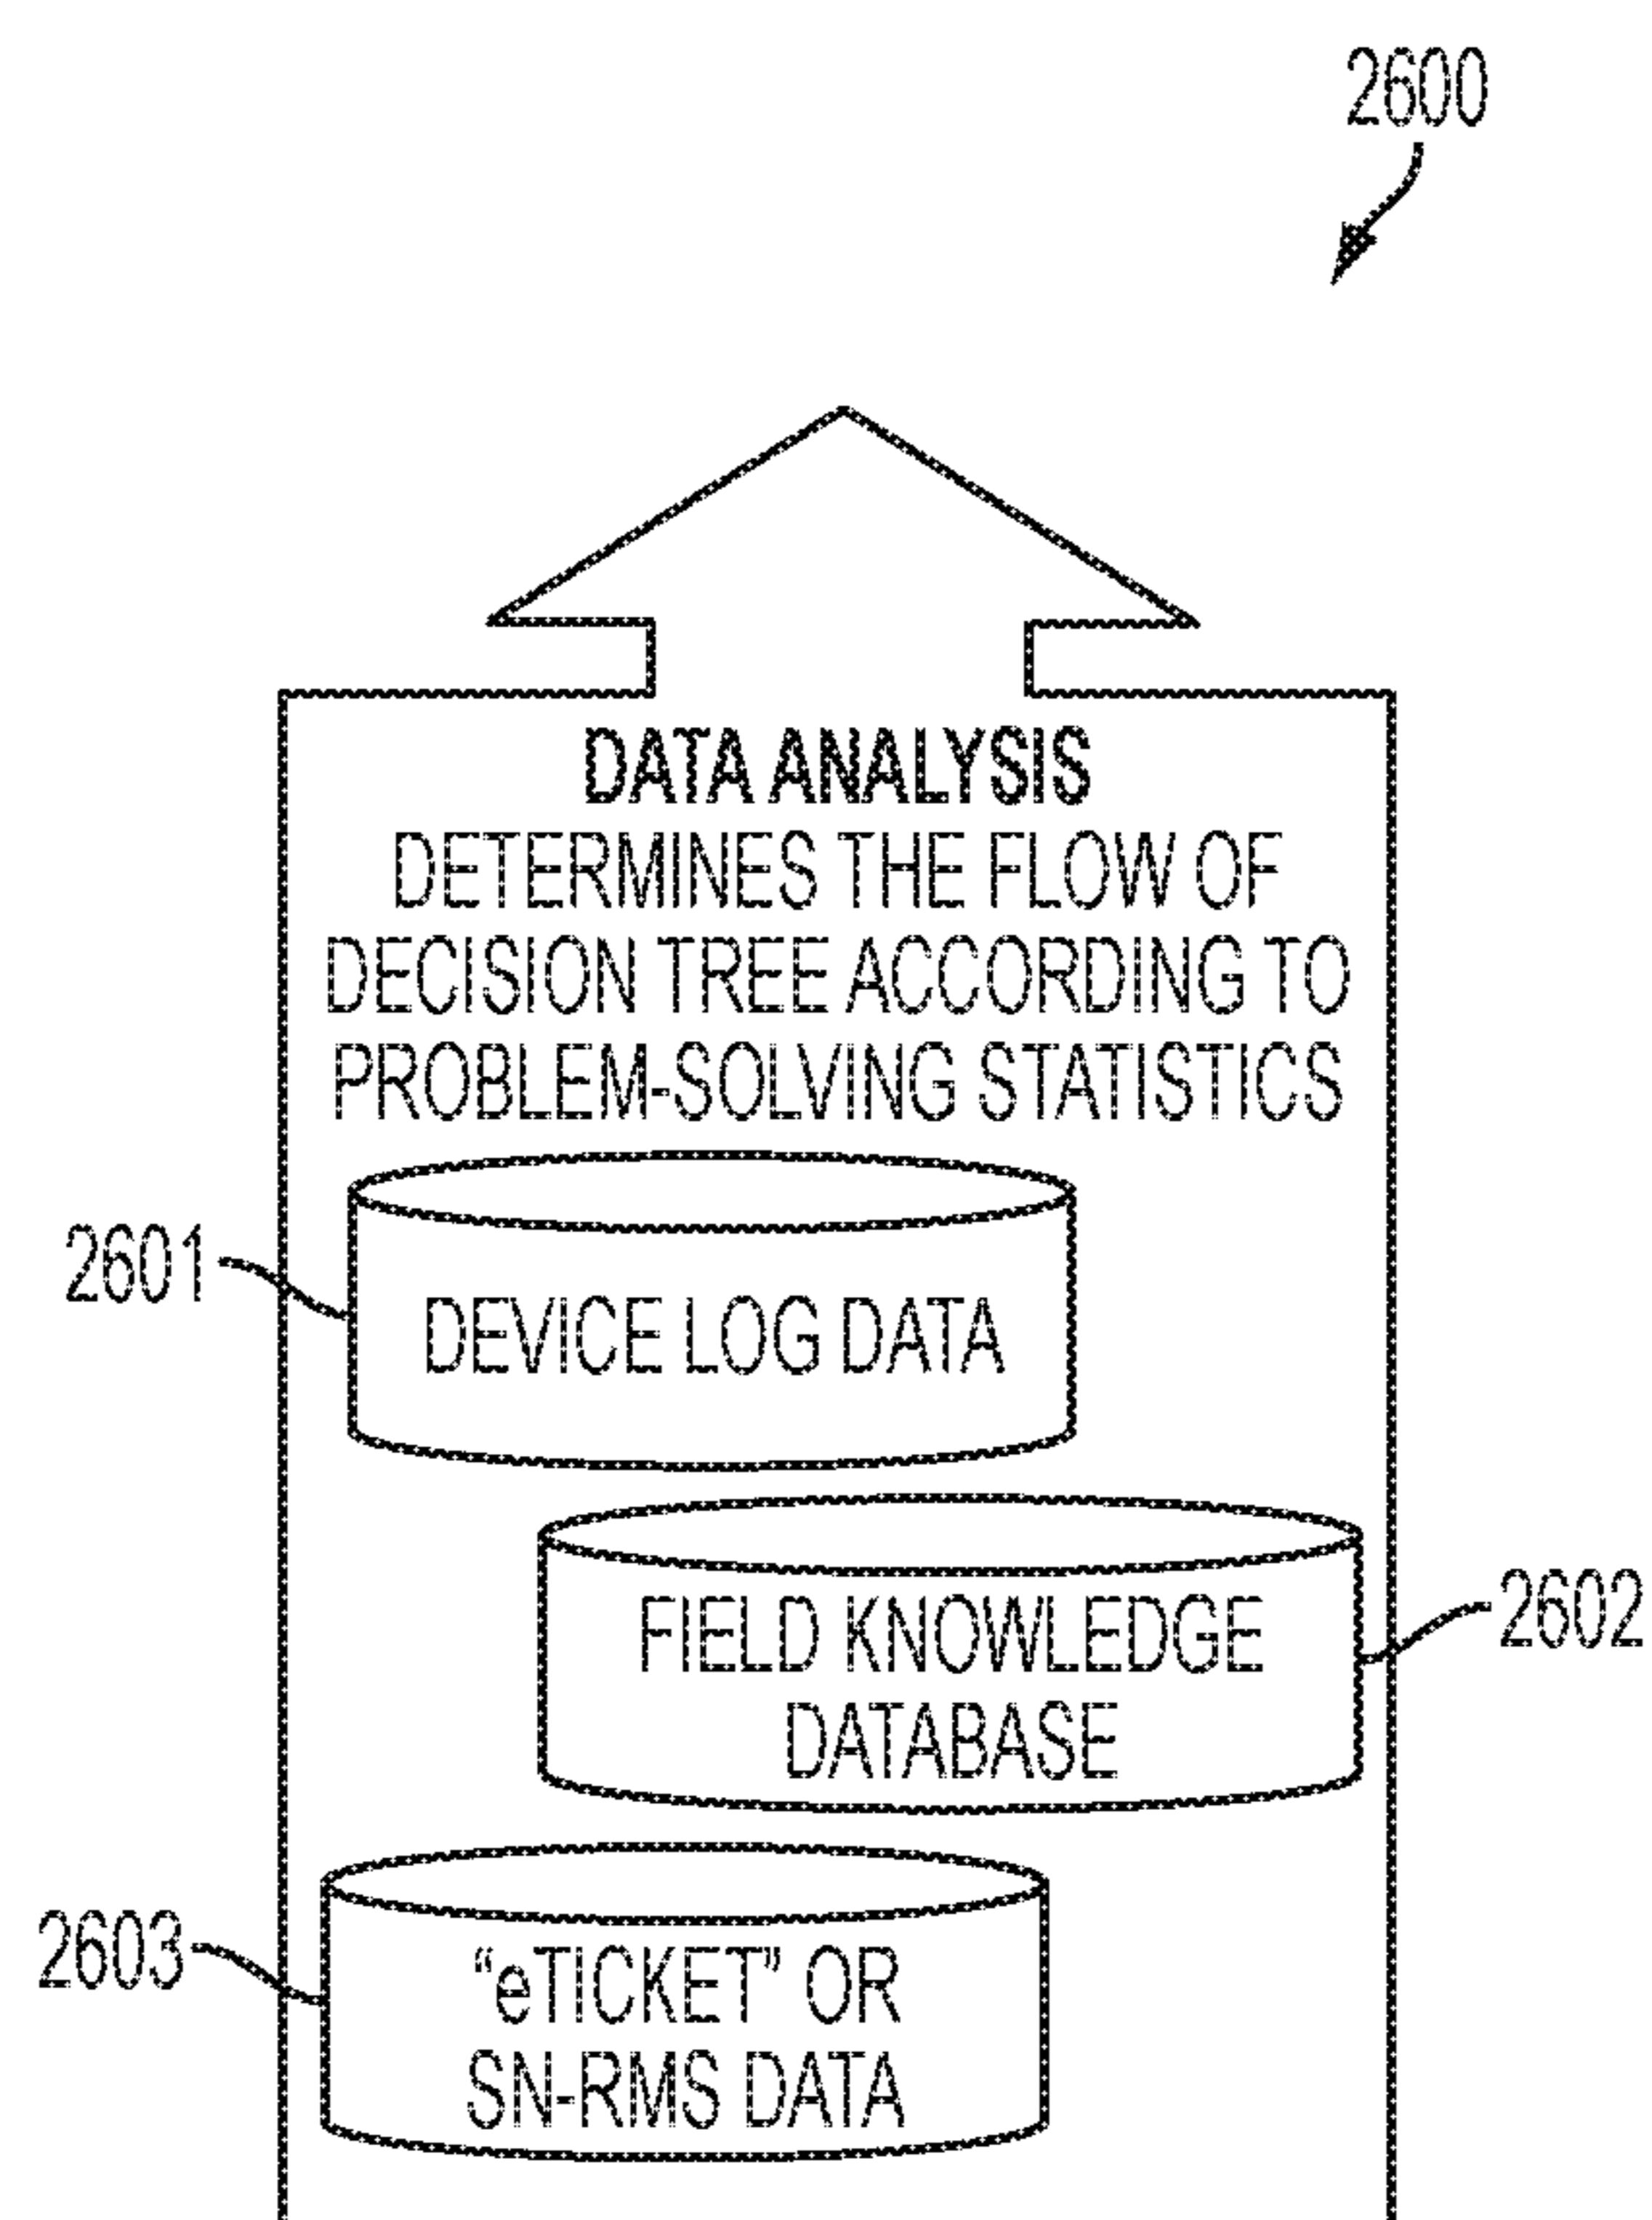 2600
DATA ANALYSIS
DETERMINES THE FLOW OF
DECISION TREE ACCORDING TO
PROBLEM-SOLVING STATISTICS
2601
DEVICE LOG DATA
FIELD KNOWLEDGE
DATABASE
2602
2603
“eTICKET” OR
SN-RMS DATA